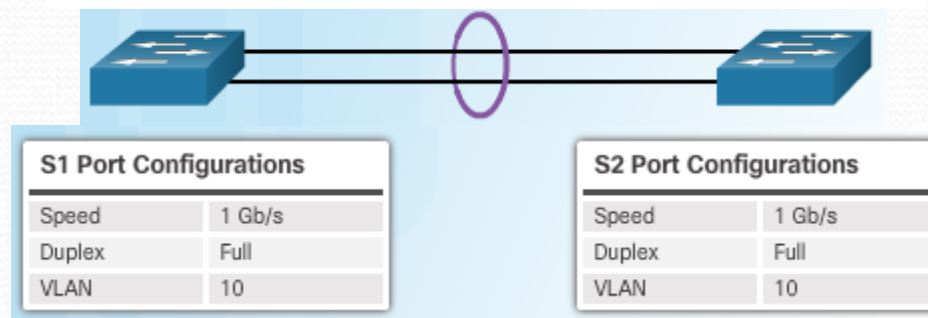 S1 Port Configurations
Speed 1 Gb/s
Duplex Full
VLAN 10
S2 Port Configurations
Speed 1 Gb/s
Duplex Full
VLAN 10